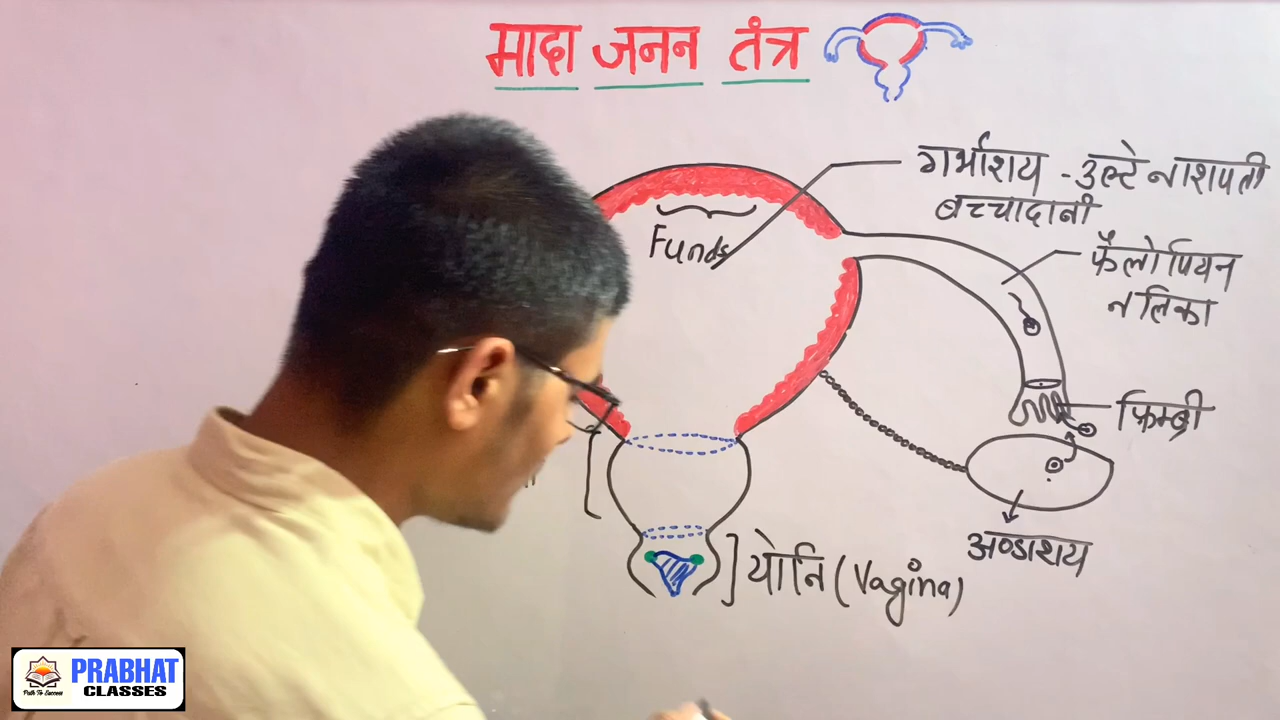 मादा जनन तंत्र
गर्भाशय - उल्टे नाशपती
बच्चादानी
Funds
फैलोपियन
नलिका
फिम्ब्री
अण्डाशय
योनि (Vagina)
PRABHAT
CLASSES
Path To Success